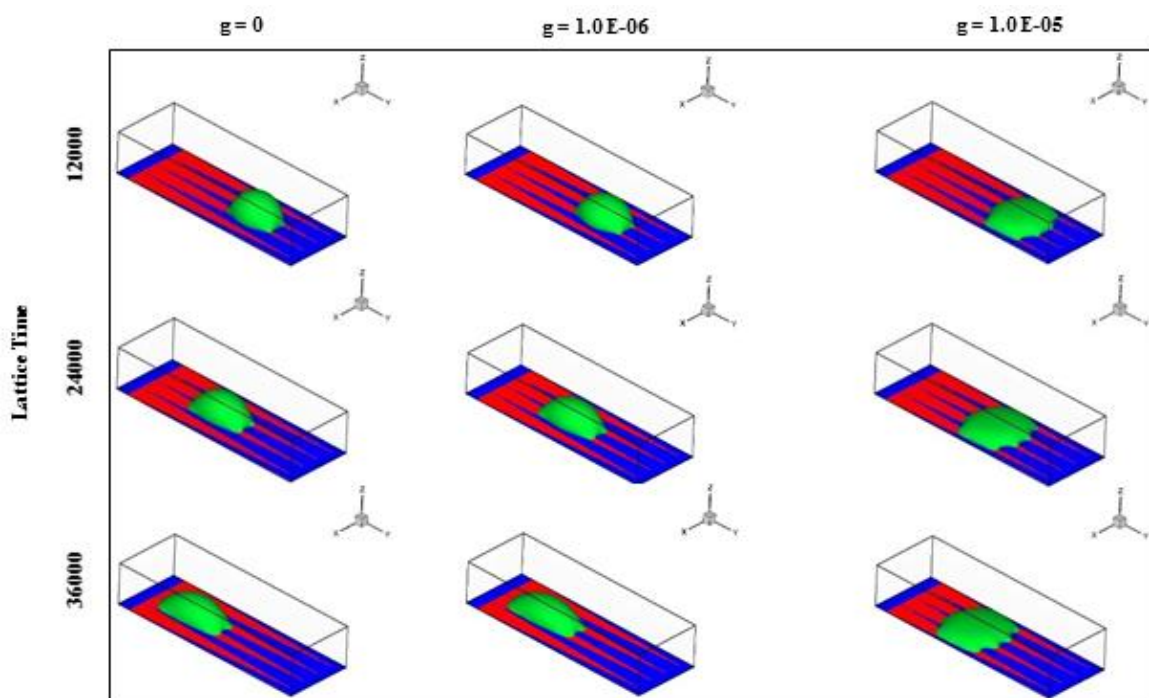 g = 0
g = 1.0 E-06
g = 1.0 E-05
Z
X
Y
Z
X
Y
Z
X
Y
12000
Z
X
Y
Z
X
Y
Z
X
Y
Lattice Time
24000
Z
X
Y
Z
X
Y
Z
X
Y
36000